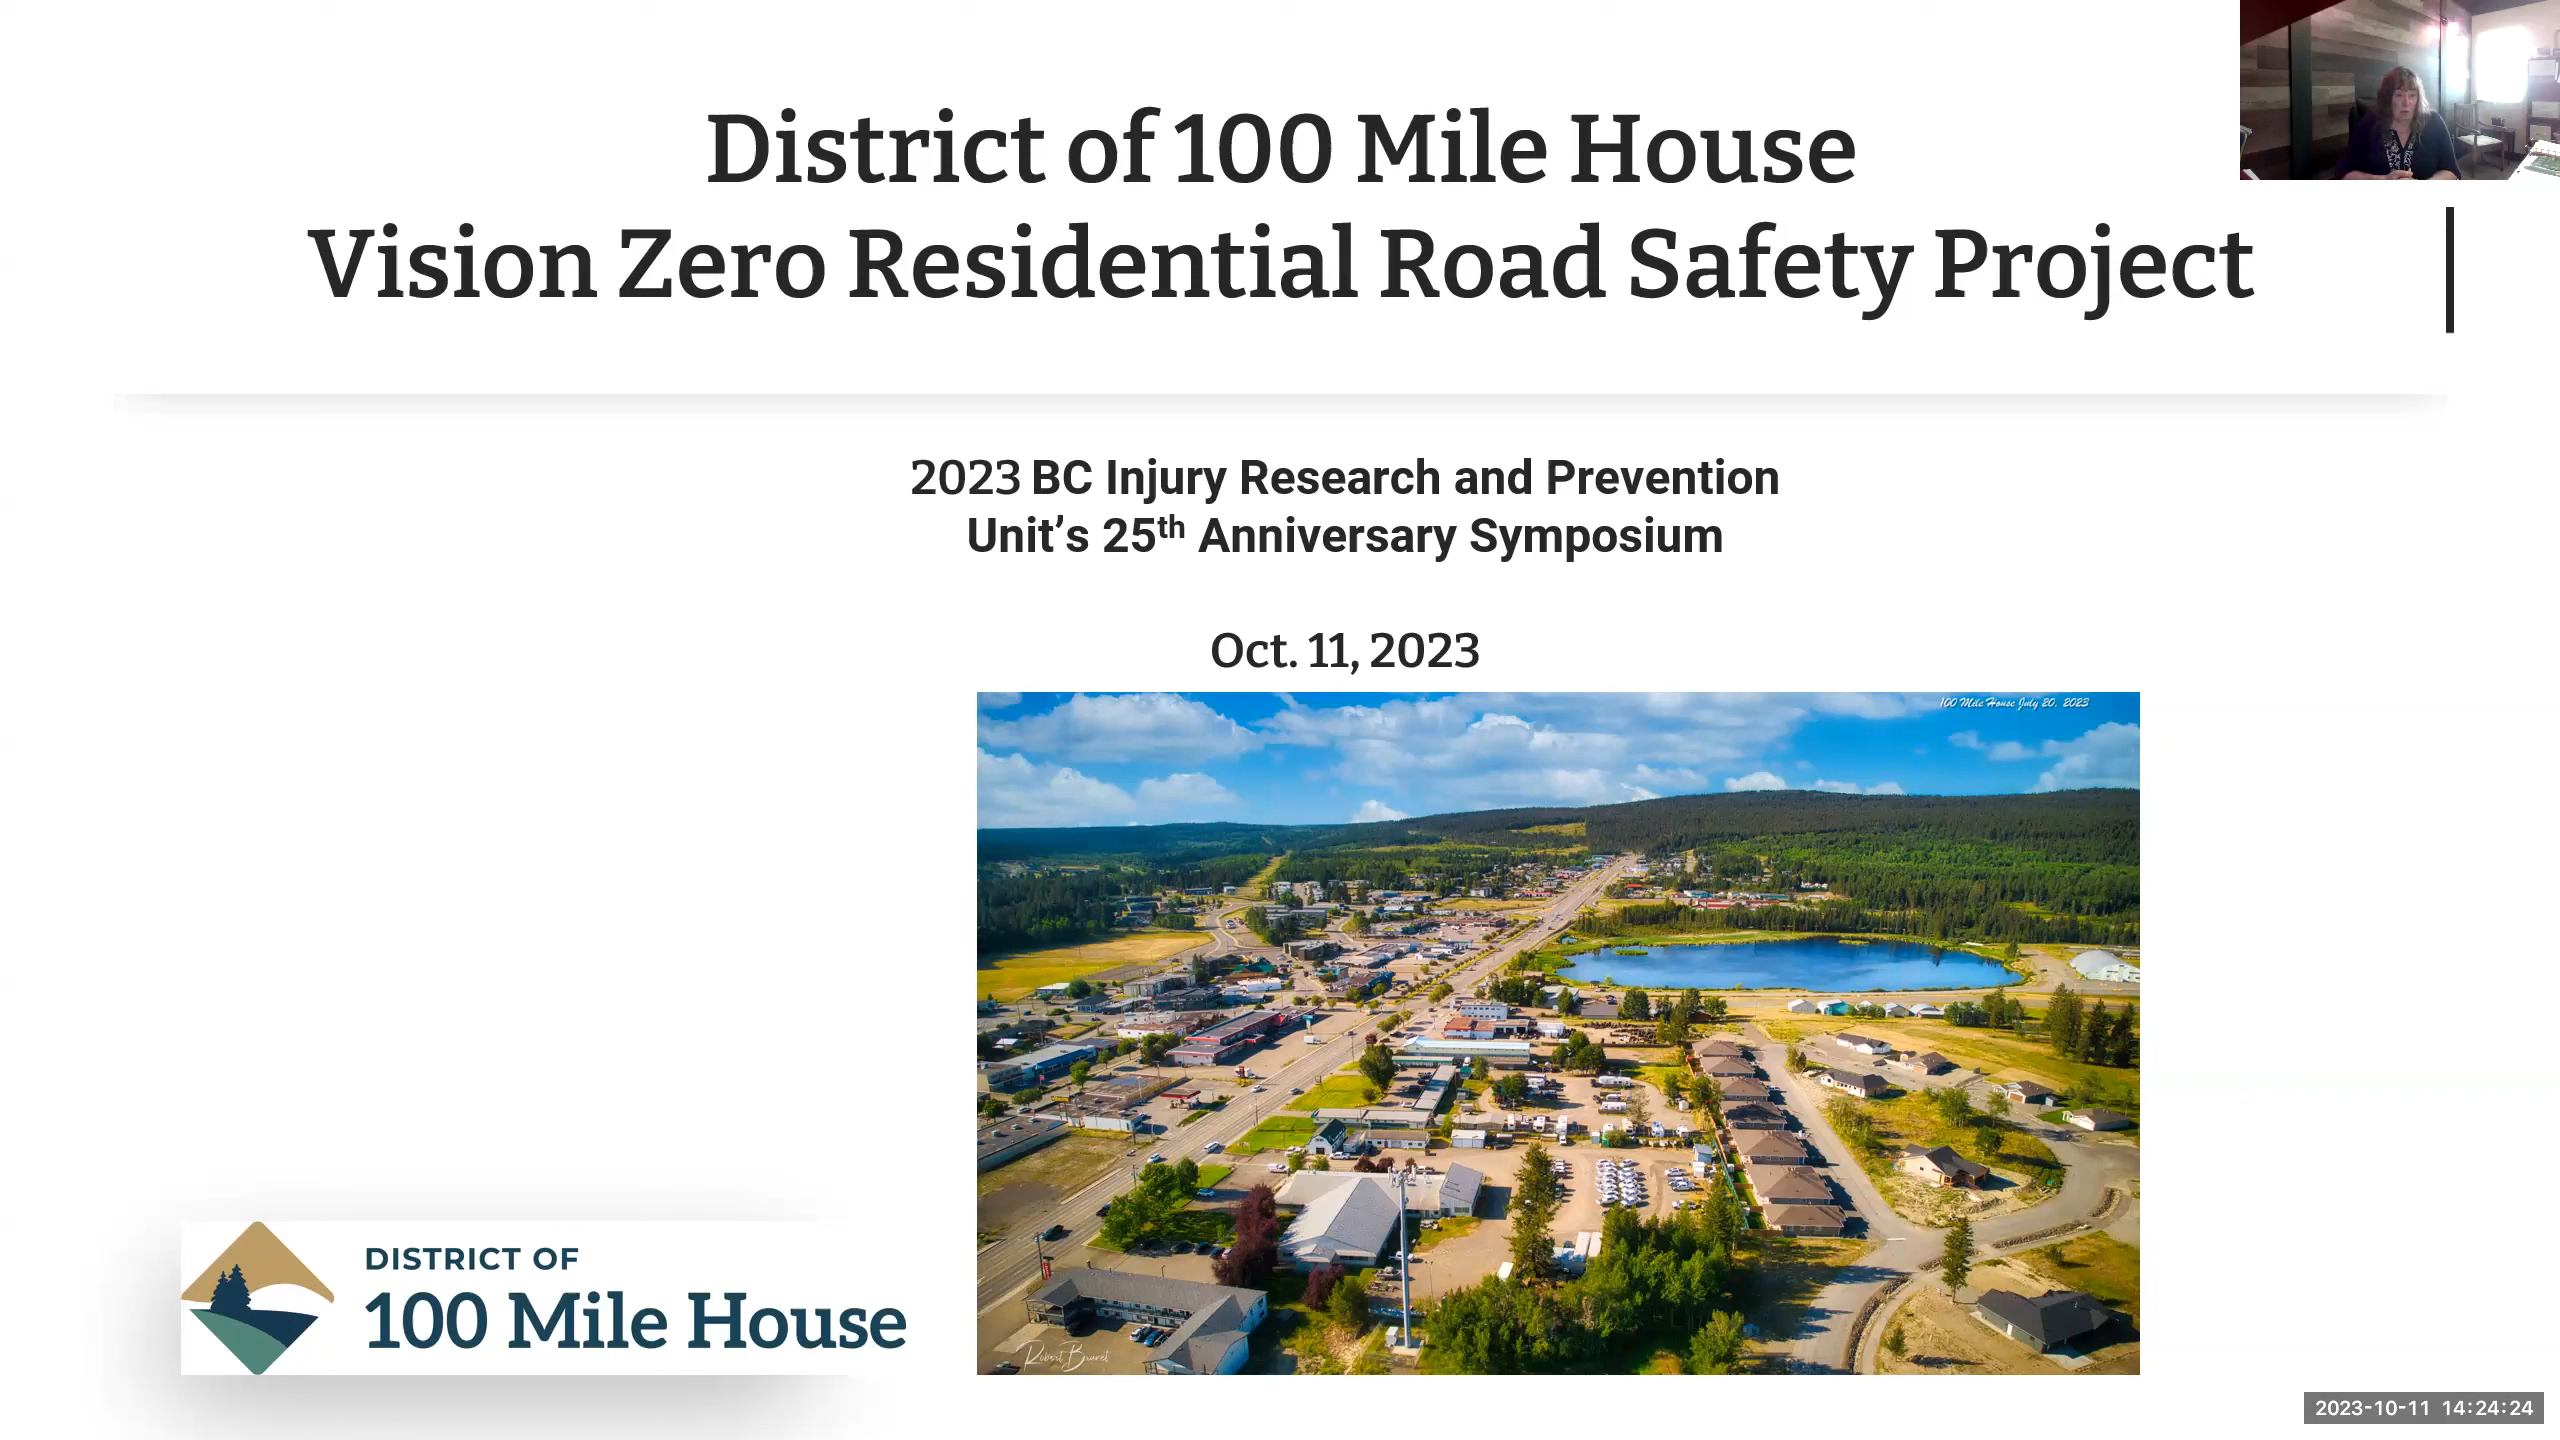 District of 100 Mile House
Vision Zero Residential Road Safety Project
2023 BC Injury Research and Prevention
Unit’s 25th Anniversary Symposium
Oct. 11, 2023
100 Mile House July 20, 2023
DISTRICT OF
100 Mile House
2023-10-11 14:24:24